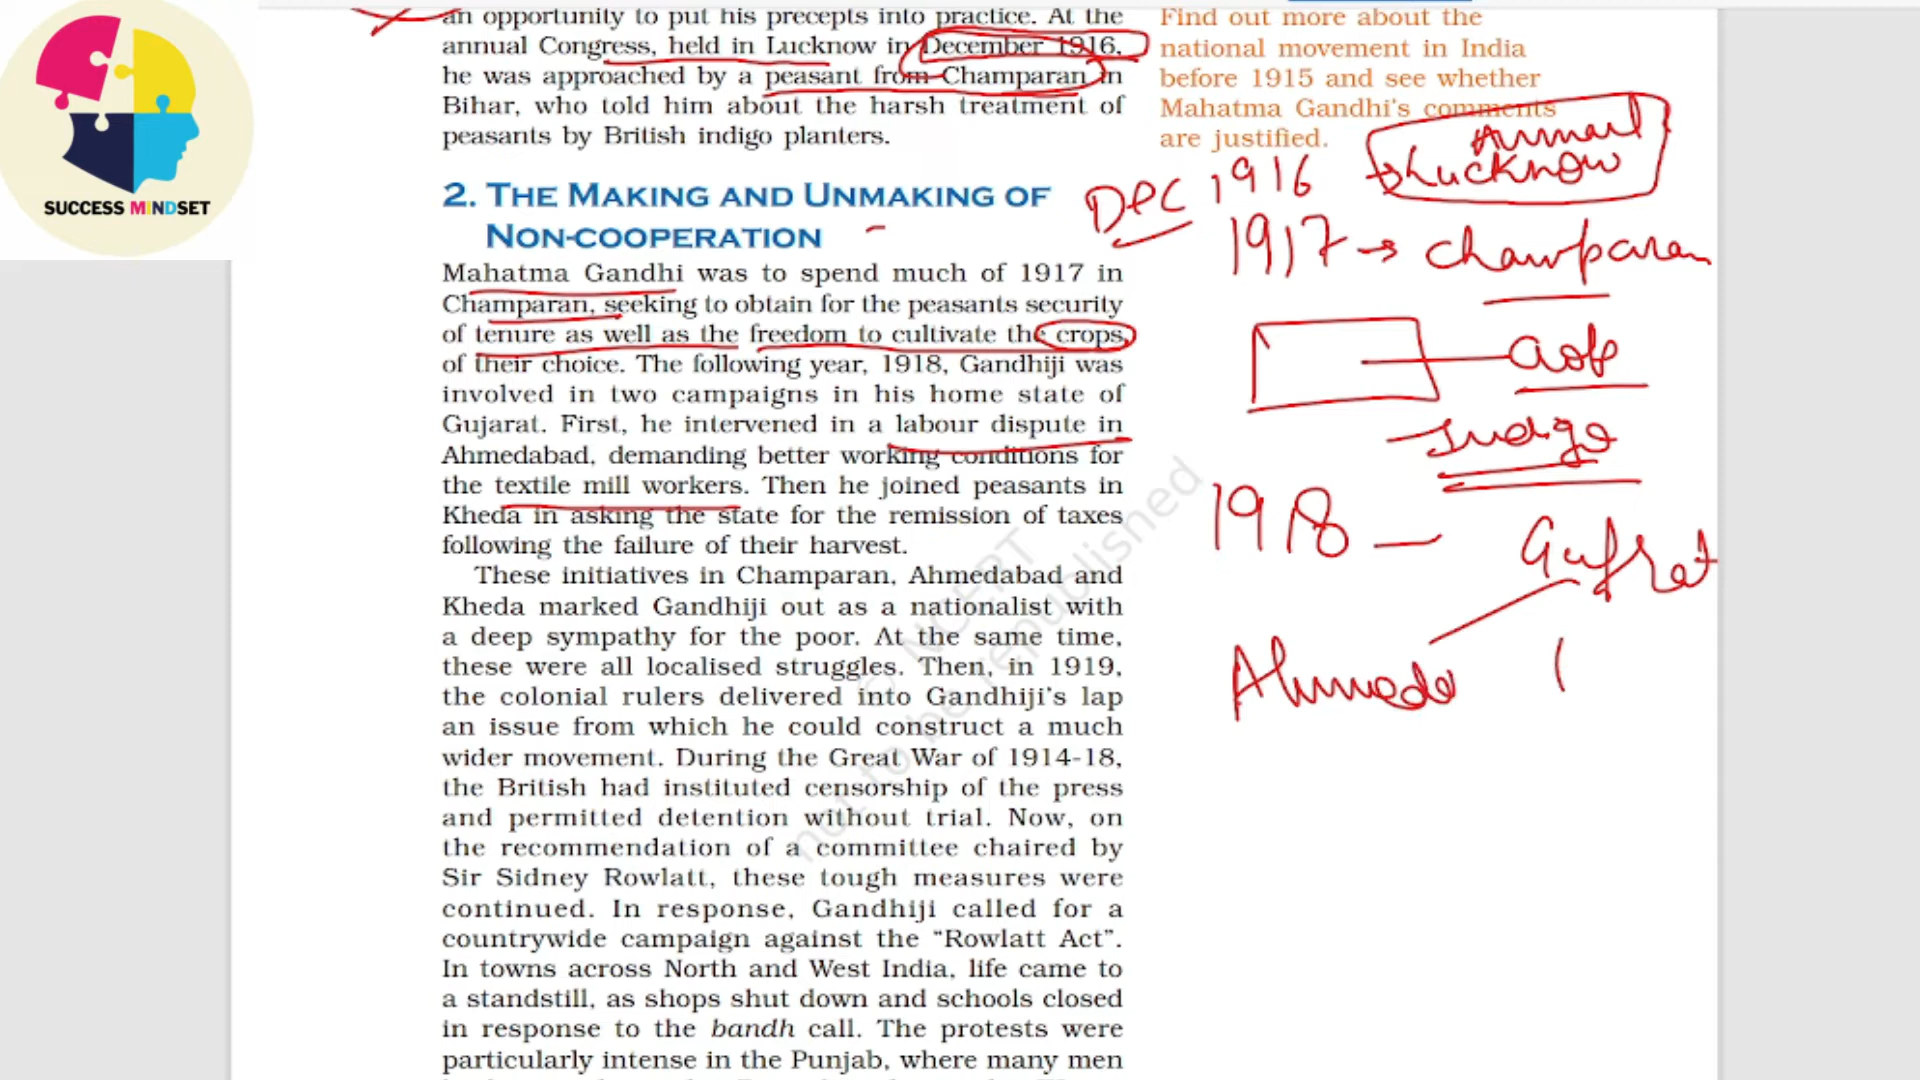 an opportunity to put his precepts into practice. At the
annual Congress, held in Lucknow in December 1916,
he was approached by a peasant from Champaran in
Bihar, who told him about the harsh treatment of
peasants by British indigo planters.
Find out more about the
national movement in India
before 1915 and see whether
Mahatma Gandhi's comments
are justified.
SUCCESS MINDSET
2. THE MAKING AND UNMAKING OF
NON-COOPERATION
Mahatma Gandhi was to spend much of 1917 in
Champaran, seeking to obtain for the peasants security
of tenure as well as the freedom to cultivate the crops
of their choice. The following year, 1918, Gandhiji was
involved in two campaigns in his home state of
Gujarat. First, he intervened in a labour dispute in
Ahmedabad, demanding better working conditions for
the textile mill workers. Then he joined peasants in
Kheda in asking the state for the remission of taxes
following the failure of their harvest.
These initiatives in Champaran, Ahmedabad and
Kheda marked Gandhiji out as a nationalist with
a deep sympathy for the poor. At the same time,
these were all localised struggles. Then, in 1919,
the colonial rulers delivered into Gandhiji's lap
an issue from which he could construct a much
wider movement. During the Great War of 1914-18,
the British had instituted censorship of the press
and permitted detention without trial. Now, on
the recommendation of a committee chaired by
Sir Sidney Rowlatt, these tough measures were
continued. In response, Gandhiji called for a
countrywide campaign against the “Rowlatt Act”.
In towns across North and West India, life came to
a standstill, as shops shut down and schools closed
in response to the bandh call. The protests were
particularly intense in the Punjab, where many men
Annual
Dec 1916 Lucknow
1917 → Champaran
Indigo
1918 — Gujrat
Ahmeda
© NCERT
not to be republished